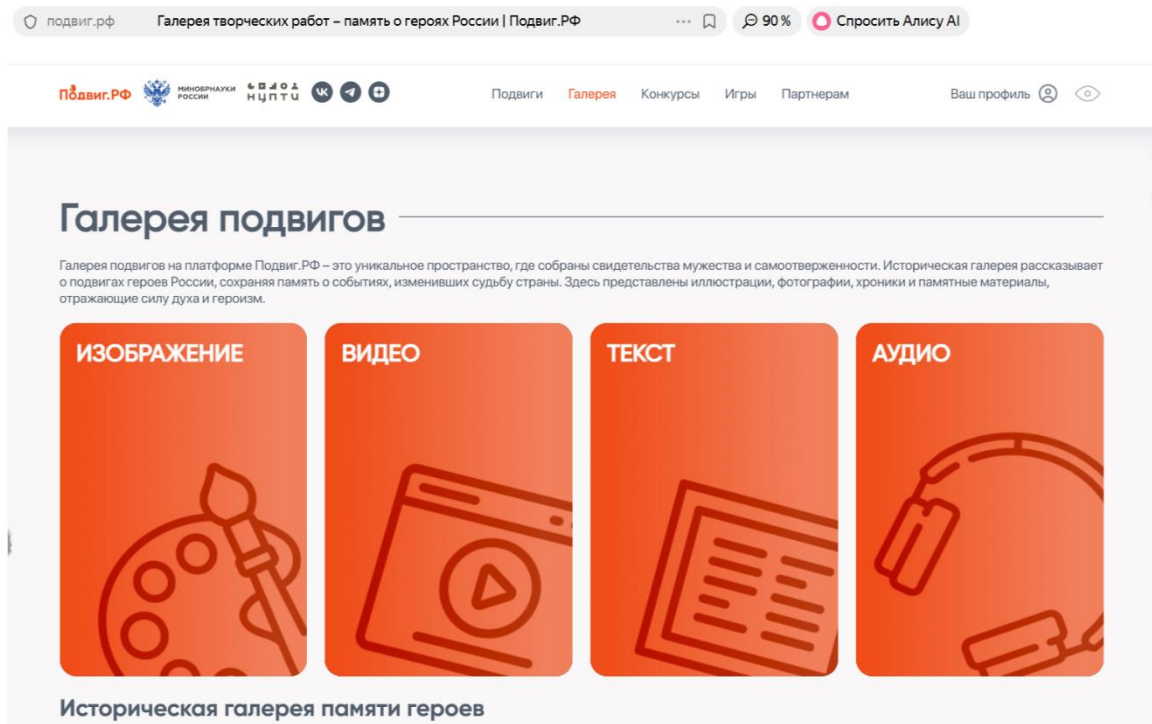 подвиг.рф Галерея творческих работ – память о героях России | Подвиг.РФ ... 90 % Спросить Алису AI
Подвиг.РФ МИНОБРНАУКИ РОССИИ НЦПТИ Подвиги Галерея Конкурсы Игры Партнерам Ваш профиль
Галерея подвигов
Галерея подвигов на платформе Подвиг.РФ – это уникальное пространство, где собраны свидетельства мужества и самоотверженности. Историческая галерея рассказывает
о подвигах героев России, сохраняя память о событиях, изменивших судьбу страны. Здесь представлены иллюстрации, фотографии, хроники и памятные материалы,
отражающие силу духа и героизм.
ИЗОБРАЖЕНИЕ ВИДЕО ТЕКСТ АУДИО
Историческая галерея памяти героев